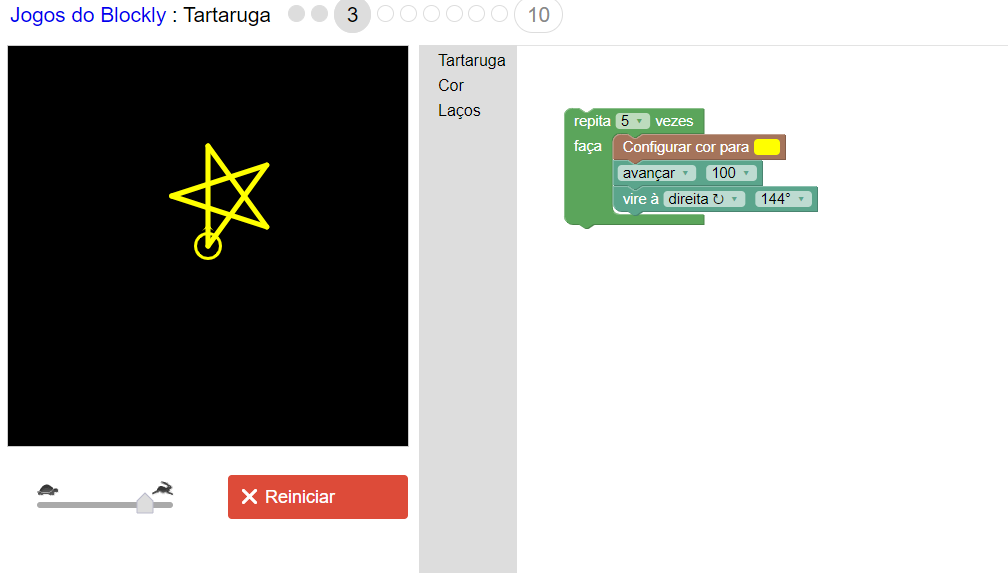 Jogos do Blockly : Tartaruga 3 10
Tartaruga
Cor
Laços
repita 5 vezes
faça Configurar cor para
avançar 100
vire à direita ↻ 144°
Reiniciar